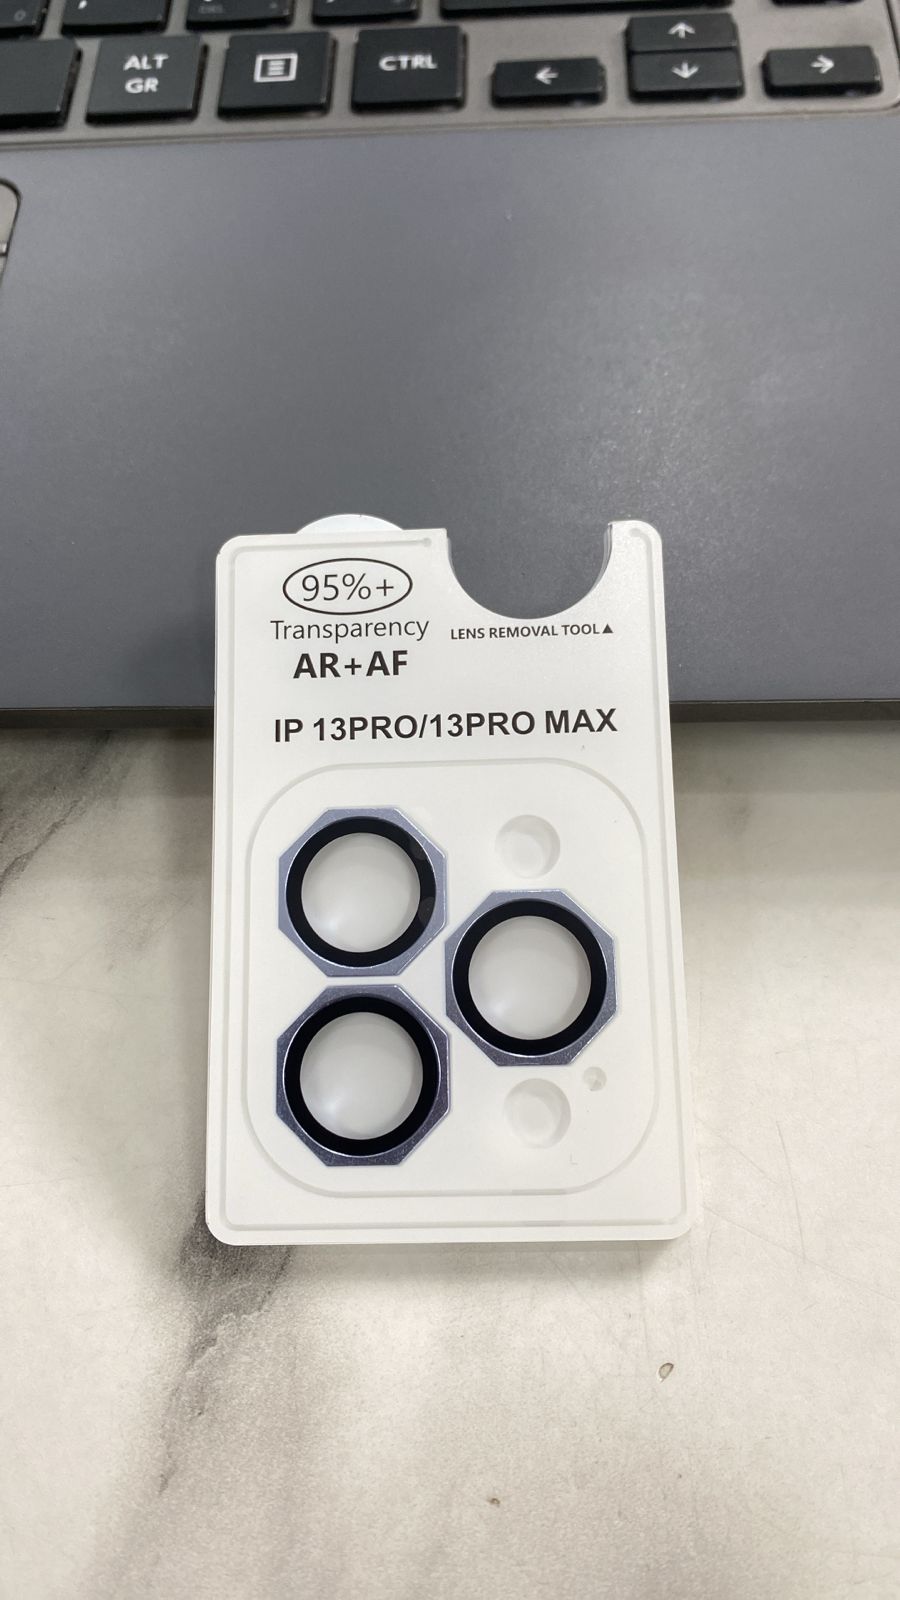 ALT
GR
CTRL
95%+
Transparency
AR+AF
LENS REMOVAL TOOL▲
IP 13PRO/13PRO MAX